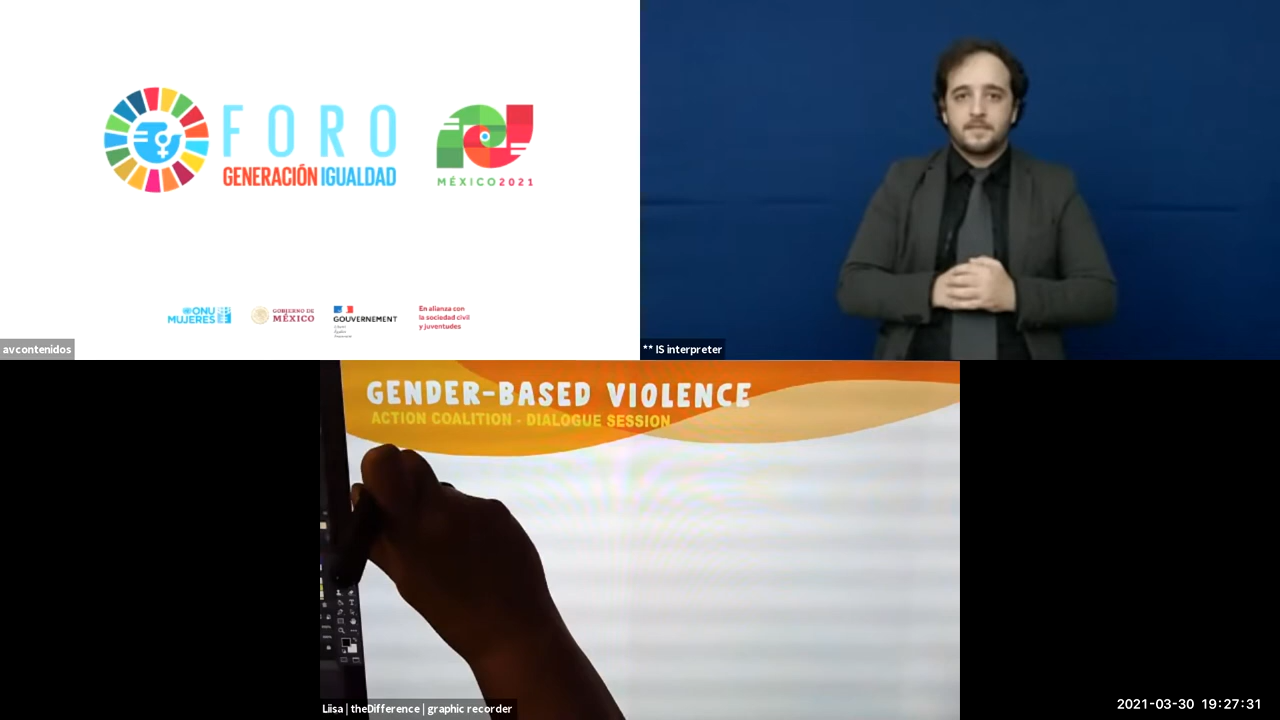 FORO
GENERACIÓN IGUALDAD
MÉXICO2021
ONU
MUJERES
GOBIERNO DE
MÉXICO
GOUVERNEMENT
En alianza con
la sociedad civil
y juventudes
avcontenidos
** IS interpreter
GENDER-BASED VIOLENCE
ACTION COALITION - DIALOGUE SESSION
Liisa | theDifference | graphic recorder
2021-03-30 19:27:31